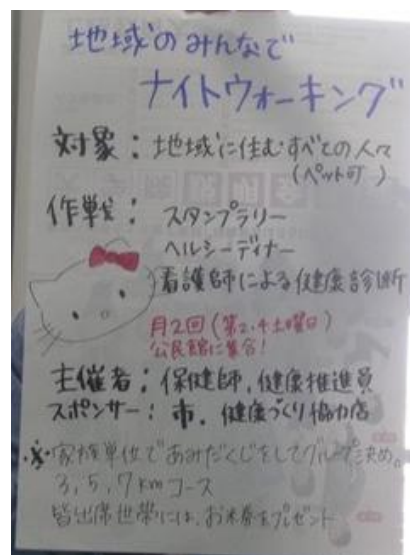 地域のみんなで
ナイトウォーキング
対象：地域に住むすべての人々
(ペット可)
作戦：スタンプラリー
ヘルシーディナー
看護師による健康診断
月2回(第2.4土曜日)
公民館に集合!
主催者：保健師,健康推進員
スポンサー：市.健康づくり協力店
※家族単位であみだくじをしてグループ決め。
3,5,7kmコース
皆出席世帯には、お米券をプレゼント